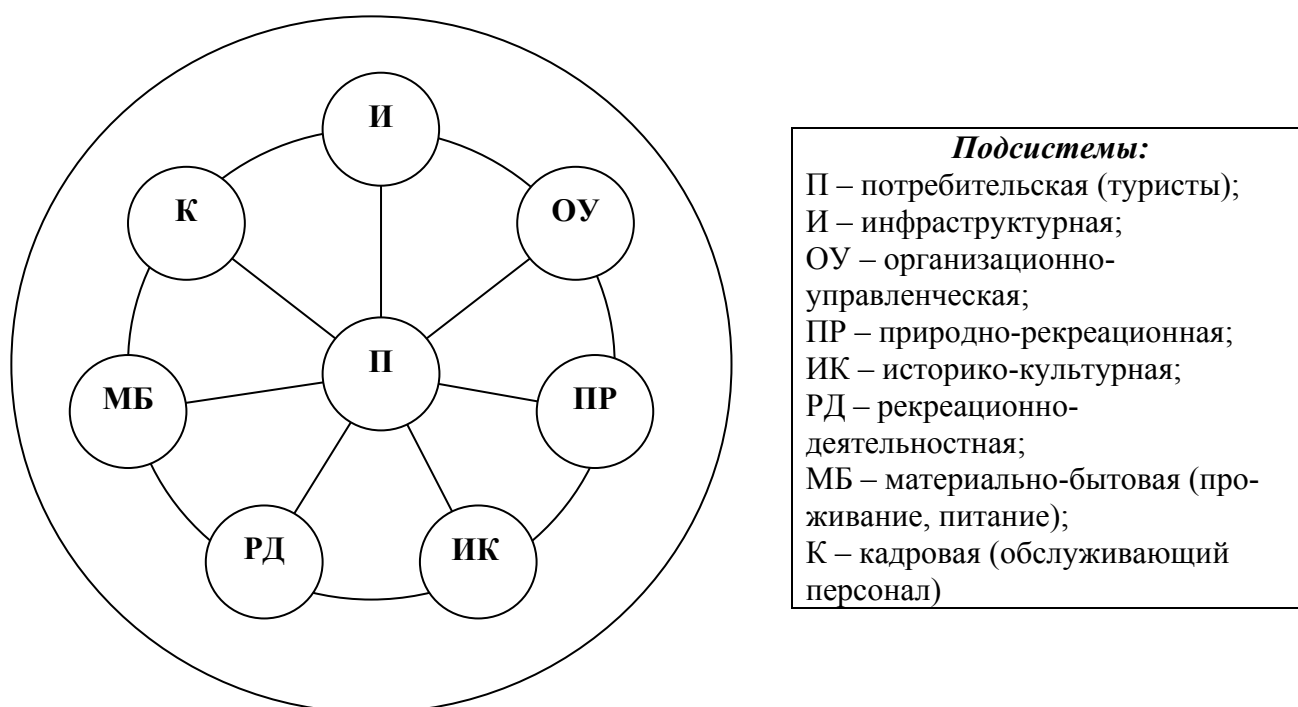 И
К
ОУ
П
МБ
ПР
РД
ИК
Подсистемы:
П – потребительская (туристы);
И – инфраструктурная;
ОУ – организационно-
управленческая;
ПР – природно-рекреационная;
ИК – историко-культурная;
РД – рекреационно-
деятельностная;
МБ – материально-бытовая (про-
живание, питание);
К – кадровая (обслуживающий
персонал)